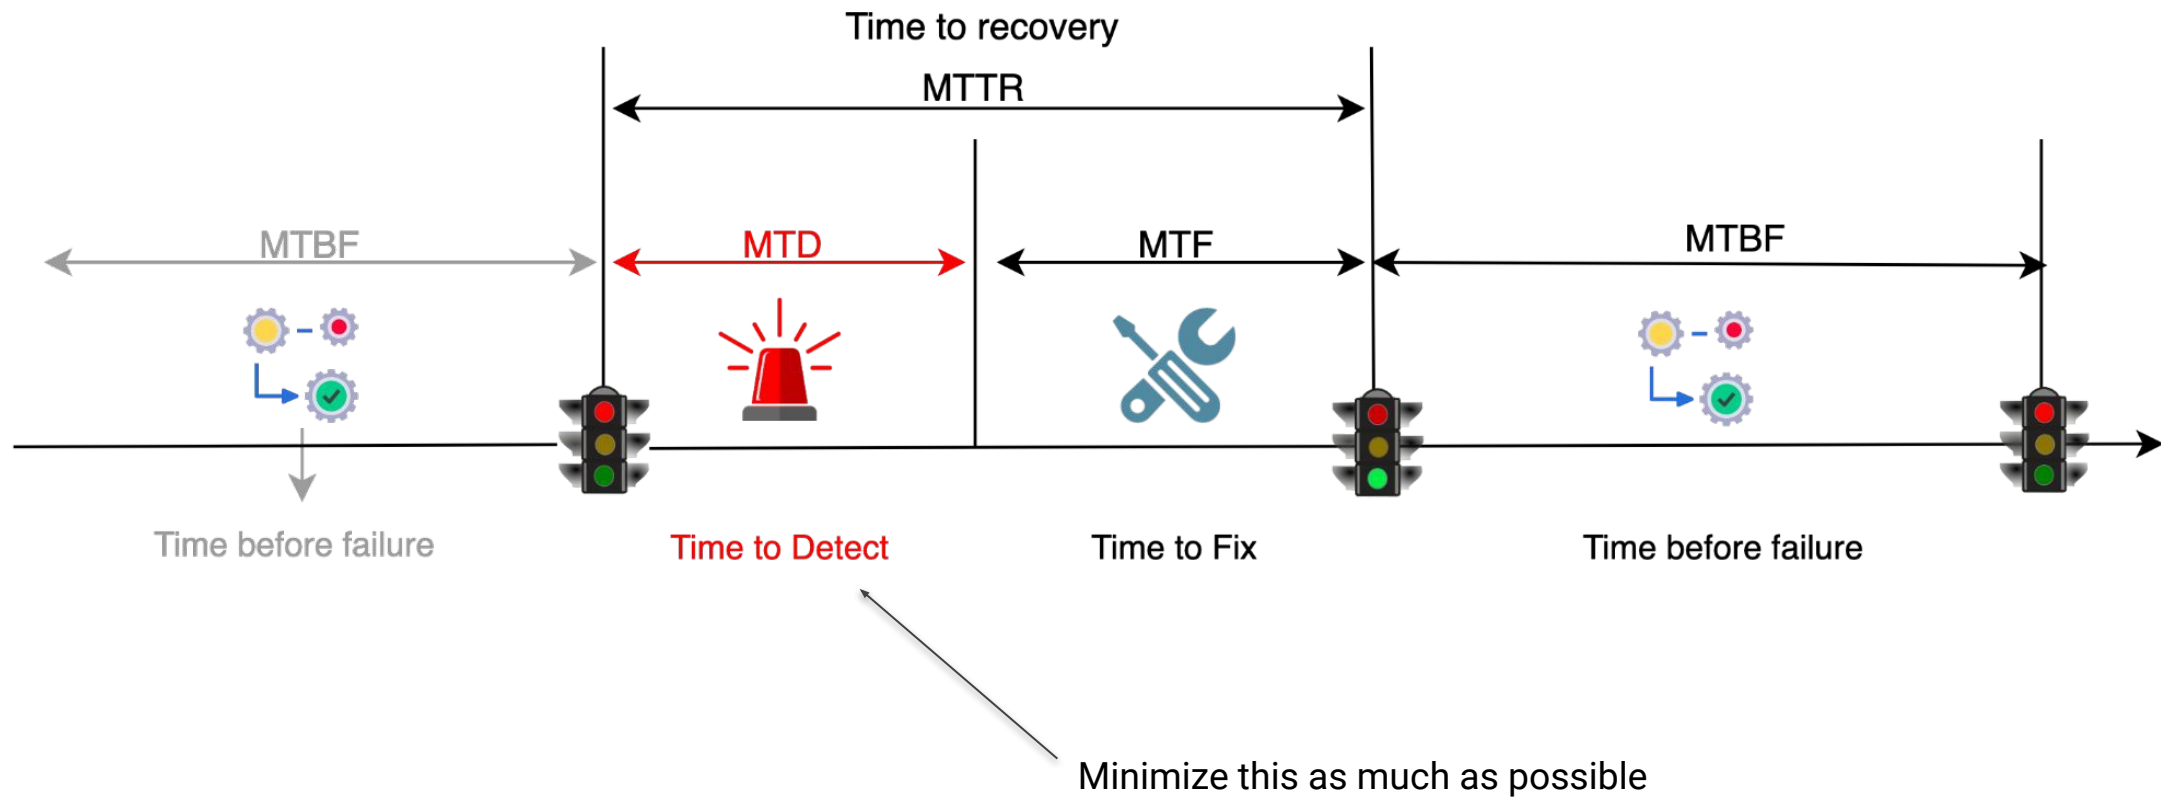 Time to recovery
MTTR
MTBF
MTD
MTF
MTBF
Time before failure
Time to Detect
Time to Fix
Time before failure
Minimize this as much as possible